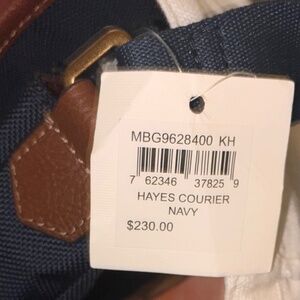 MBG9628400 KH
7 62346 37825 9
HAYES COURIER
NAVY
$230.00